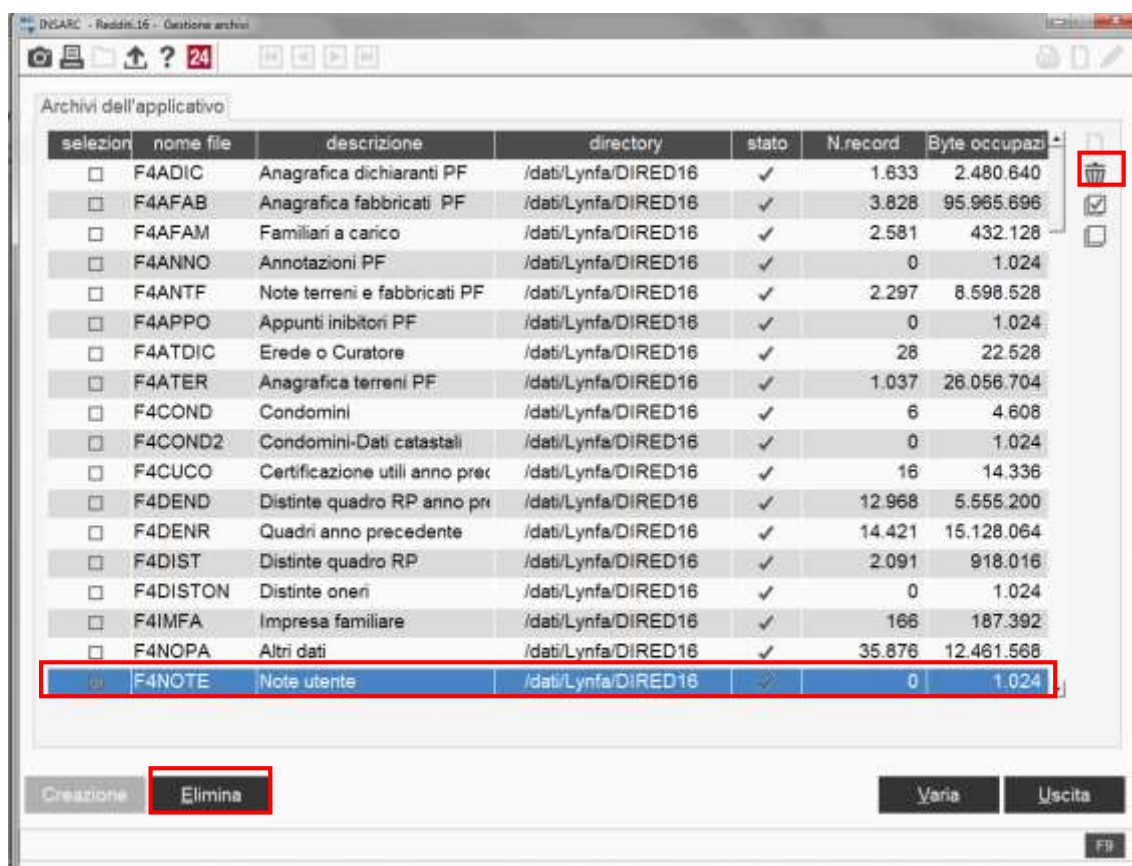 INSARC - Redditi.16 - Gestione archivi
? 24
Archivi dell'applicativo
selezion nome file descrizione directory stato N.record Byte occupazi
F4ADIC Anagrafica dichiaranti PF /dati/Lynfa/DIRED16 1.633 2.480.640
F4AFAB Anagrafica fabbricati PF /dati/Lynfa/DIRED16 3.828 95.965.696
F4AFAM Familiari a carico /dati/Lynfa/DIRED16 2.581 432.128
F4ANNO Annotazioni PF /dati/Lynfa/DIRED16 0 1.024
F4ANTF Note terreni e fabbricati PF /dati/Lynfa/DIRED16 2.297 8.598.528
F4APPO Appunti inibitori PF /dati/Lynfa/DIRED16 0 1.024
F4ATDIC Erede o Curatore /dati/Lynfa/DIRED16 28 22.528
F4ATER Anagrafica terreni PF /dati/Lynfa/DIRED16 1.037 26.056.704
F4COND Condomini /dati/Lynfa/DIRED16 6 4.608
F4COND2 Condomini-Dati catastali /dati/Lynfa/DIRED16 0 1.024
F4CUCO Certificazione utili anno prec /dati/Lynfa/DIRED16 16 14.336
F4DEND Distinte quadro RP anno pre /dati/Lynfa/DIRED16 12.968 5.555.200
F4DENR Quadri anno precedente /dati/Lynfa/DIRED16 14.421 15.128.064
F4DIST Distinte quadro RP /dati/Lynfa/DIRED16 2.091 918.016
F4DISTON Distinte oneri /dati/Lynfa/DIRED16 0 1.024
F4IMFA Impresa familiare /dati/Lynfa/DIRED16 166 187.392
F4NOPA Altri dati /dati/Lynfa/DIRED16 35.876 12.461.568
F4NOTE Note utente /dati/Lynfa/DIRED16 0 1.024
Creazione Elimina Varia Uscita
F9